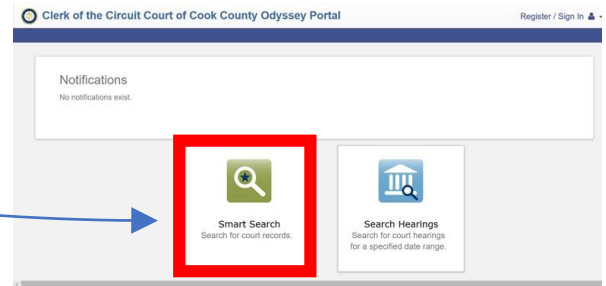 Clerk of the Circuit Court of Cook County Odyssey Portal
Register / Sign In
Notifications
No notifications exist.
Smart Search
Search for court records.
Search Hearings
Search for court hearings
for a specified date range.